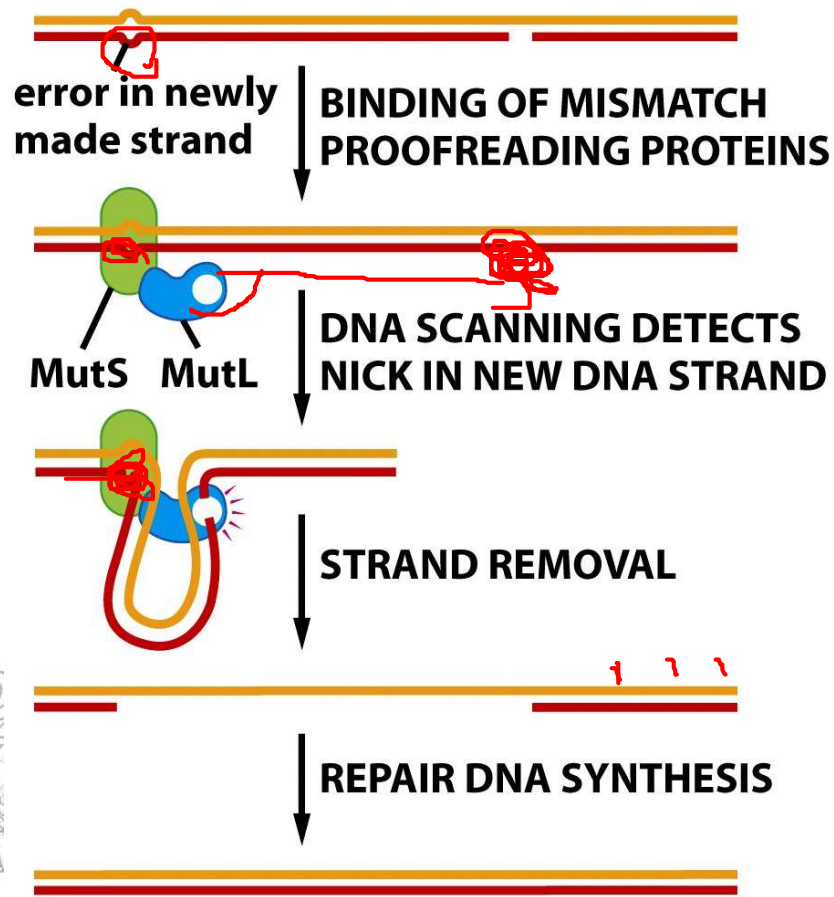 error in newly
made strand
BINDING OF MISMATCH
PROOFREADING PROTEINS
MutS MutL
DNA SCANNING DETECTS
NICK IN NEW DNA STRAND
STRAND REMOVAL
REPAIR DNA SYNTHESIS